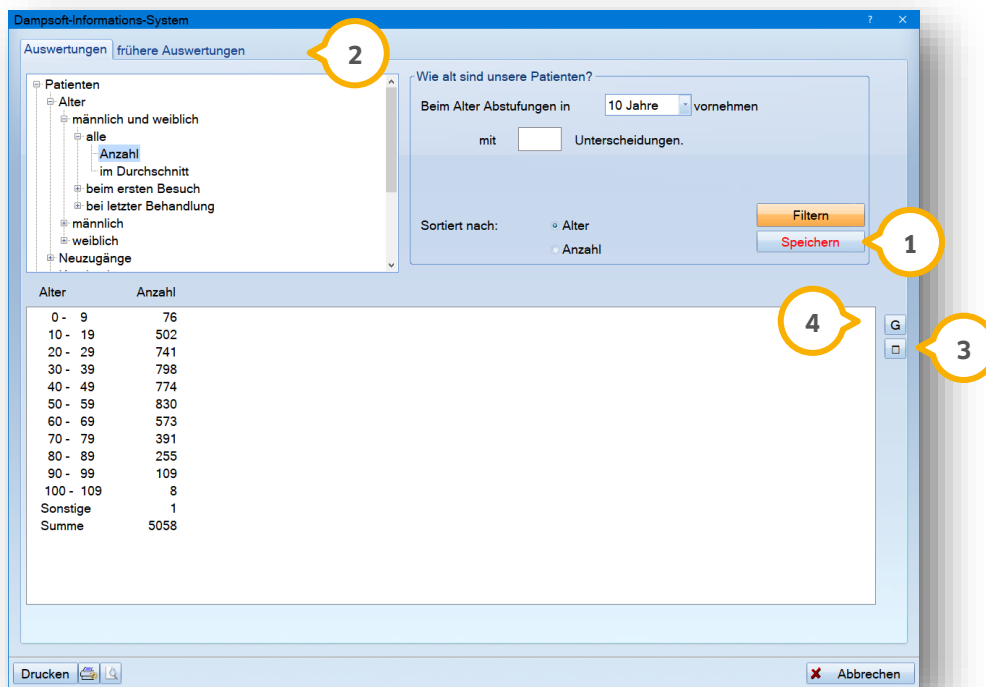 Dampsoft-Informations-System ? ×
Auswertungen frühere Auswertungen
2
Patienten
Alter
männlich und weiblich
alle
Anzahl
im Durchschnitt
beim ersten Besuch
bei letzter Behandlung
männlich
weiblich
Neuzugänge
Wie alt sind unsere Patienten?
Beim Alter Abstufungen in 10 Jahre vornehmen
mit Unterscheidungen.
Sortiert nach: Alter
Anzahl
Filtern
Speichern
1
Alter Anzahl
0 - 9 76
10 - 19 502
20 - 29 741
30 - 39 798
40 - 49 774
50 - 59 830
60 - 69 573
70 - 79 391
80 - 89 255
90 - 99 109
100 - 109 8
Sonstige 1
Summe 5058
4
G
3
Drucken
Abbrechen